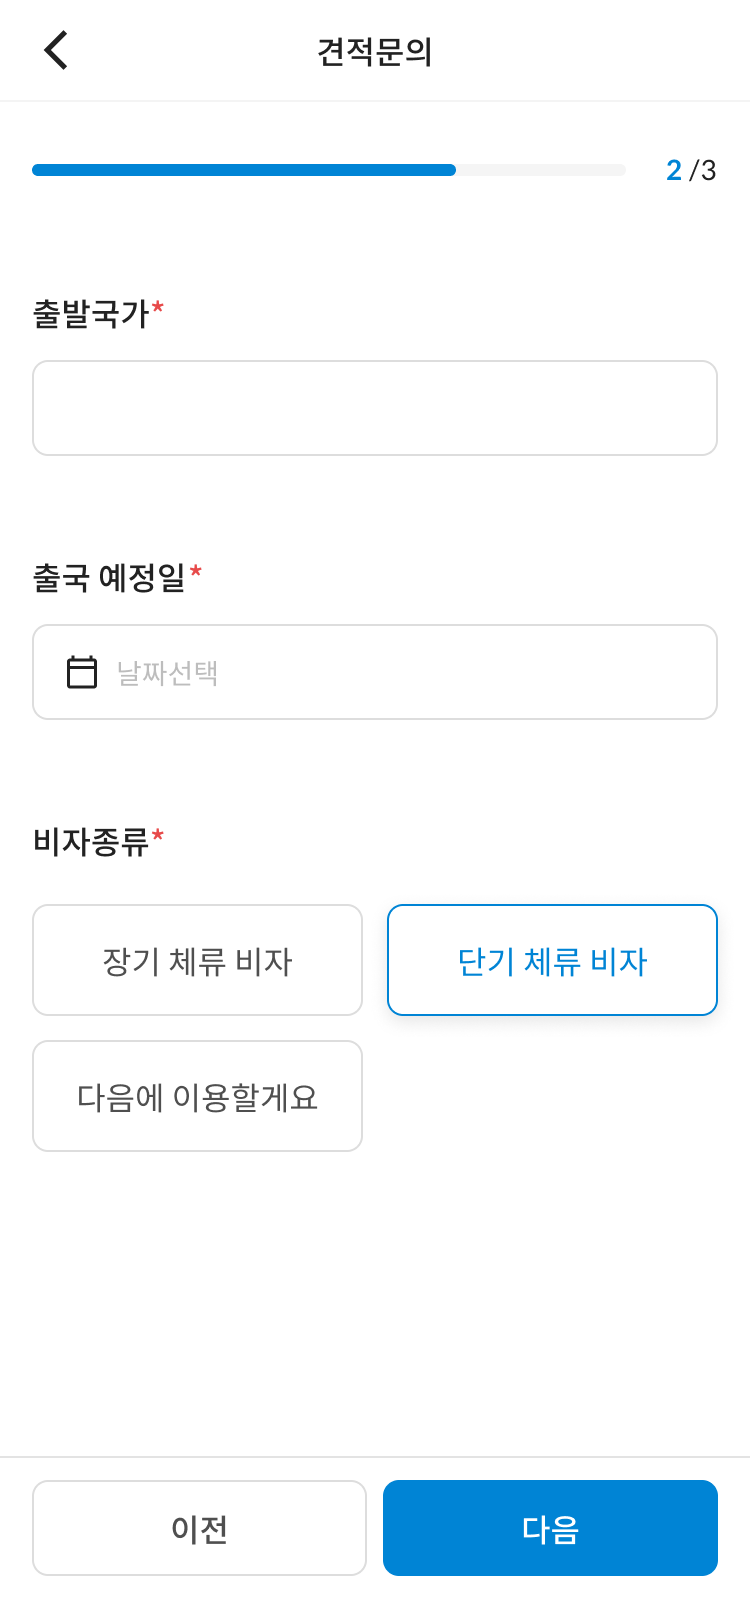 견적문의
2 /3
출발국가*
출국 예정일*
날짜선택
비자종류*
장기 체류 비자
단기 체류 비자
다음에 이용할게요
이전
다음